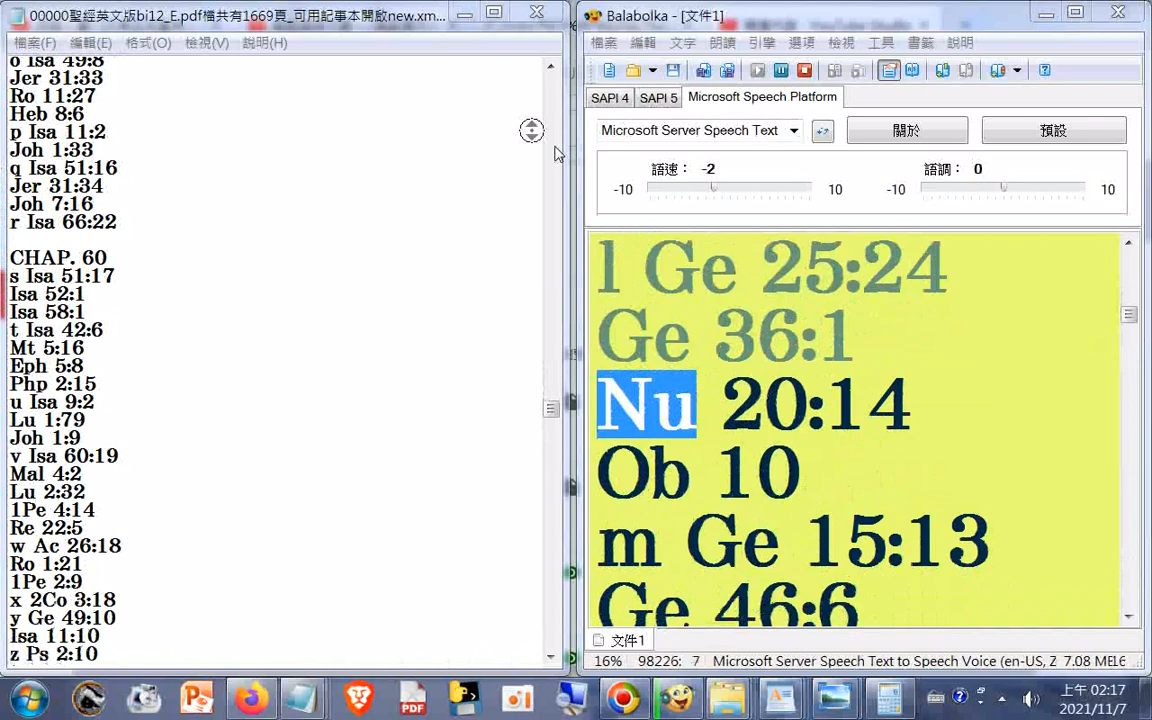 00000聖經英文版bi12_E.pdf檔共有1669頁_可用記事本開啟new.xm...
檔案(F) 編輯(E) 格式(O) 檢視(V) 說明(H)
o Isa 49:8
Jer 31:33
Ro 11:27
Heb 8:6
p Isa 11:2
Joh 1:33
q Isa 51:16
Jer 31:34
Joh 7:16
r Isa 66:22
CHAP. 60
s Isa 51:17
Isa 52:1
Isa 58:1
t Isa 42:6
Mt 5:16
Eph 5:8
Php 2:15
u Isa 9:2
Lu 1:79
Joh 1:9
v Isa 60:19
Mal 4:2
Lu 2:32
1Pe 4:14
Re 22:5
w Ac 26:18
Ro 1:21
1Pe 2:9
x 2Co 3:18
y Ge 49:10
Isa 11:10
z Ps 2:10
Balabolka - [文件1]
檔案 編輯 文字 朗讀 引擎 選項 檢視 工具 書籤 說明
SAPI 4 SAPI 5 Microsoft Speech Platform
Microsoft Server Speech Text 關於 預設
語速： -2 語調： 0
-10 10 -10 10
l Ge 25:24
Ge 36:1
Nu 20:14
Ob 10
m Ge 15:13
Ge 46:6
文件1
16% 98226: 7 Microsoft Server Speech Text to Speech Voice (en-US, Z 7.08 ME
上午 02:17
2021/11/7